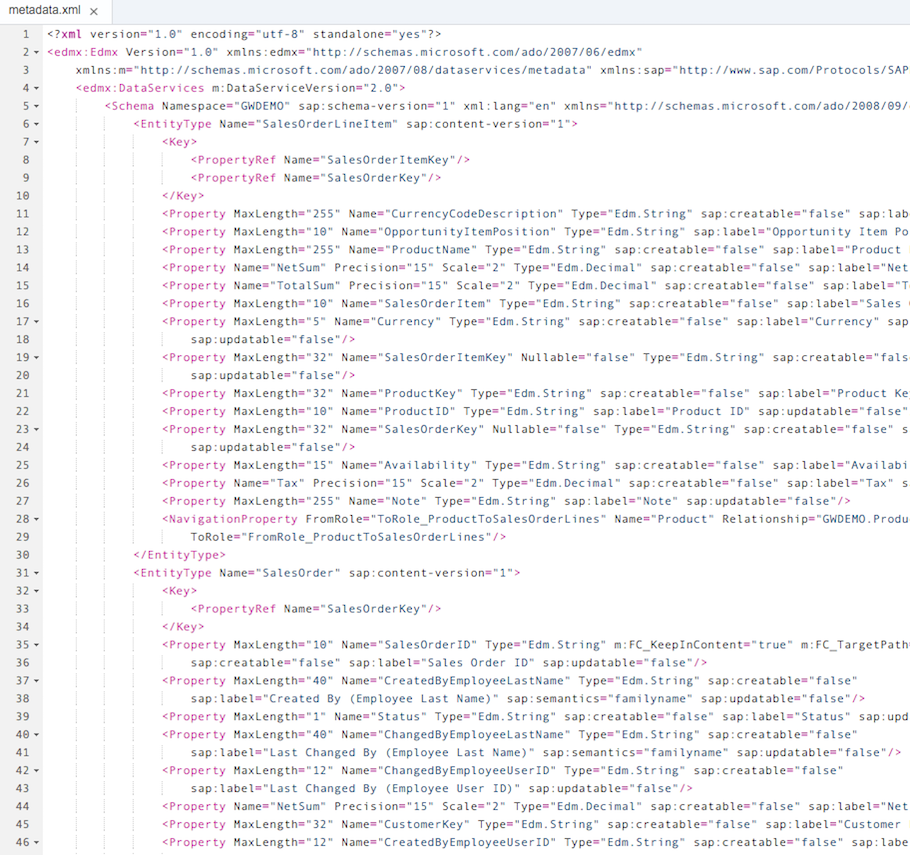 metadata.xml ×
1 <?xml version="1.0" encoding="utf-8" standalone="yes"?>
2 <edmx:Edmx Version="1.0" xmlns:edmx="http://schemas.microsoft.com/ado/2007/06/edmx"
3 xmlns:m="http://schemas.microsoft.com/ado/2007/08/dataservices/metadata" xmlns:sap="http://www.sap.com/Protocols/SAP
4 <edmx:DataServices m:DataServiceVersion="2.0">
5 <Schema Namespace="GWDEMO" sap:schema-version="1" xml:lang="en" xmlns="http://schemas.microsoft.com/ado/2008/09/
6 <EntityType Name="SalesOrderLineItem" sap:content-version="1">
7 <Key>
8 <PropertyRef Name="SalesOrderItemKey"/>
9 <PropertyRef Name="SalesOrderKey"/>
10 </Key>
11 <Property MaxLength="255" Name="CurrencyCodeDescription" Type="Edm.String" sap:creatable="false" sap:lab
12 <Property MaxLength="10" Name="OpportunityItemPosition" Type="Edm.String" sap:label="Opportunity Item Po
13 <Property MaxLength="255" Name="ProductName" Type="Edm.String" sap:creatable="false" sap:label="Product
14 <Property Name="NetSum" Precision="15" Scale="2" Type="Edm.Decimal" sap:creatable="false" sap:label="Net
15 <Property Name="TotalSum" Precision="15" Scale="2" Type="Edm.Decimal" sap:creatable="false" sap:label="T
16 <Property MaxLength="10" Name="SalesOrderItem" Type="Edm.String" sap:creatable="false" sap:label="Sales
17 <Property MaxLength="5" Name="Currency" Type="Edm.String" sap:creatable="false" sap:label="Currency" sap
18 sap:updatable="false"/>
19 <Property MaxLength="32" Name="SalesOrderItemKey" Nullable="false" Type="Edm.String" sap:creatable="fals
20 sap:updatable="false"/>
21 <Property MaxLength="32" Name="ProductKey" Type="Edm.String" sap:creatable="false" sap:label="Product Ke
22 <Property MaxLength="10" Name="ProductID" Type="Edm.String" sap:label="Product ID" sap:updatable="false"
23 <Property MaxLength="32" Name="SalesOrderKey" Nullable="false" Type="Edm.String" sap:creatable="false" s
24 sap:updatable="false"/>
25 <Property MaxLength="15" Name="Availability" Type="Edm.String" sap:creatable="false" sap:label="Availabi
26 <Property Name="Tax" Precision="15" Scale="2" Type="Edm.Decimal" sap:creatable="false" sap:label="Tax" s
27 <Property MaxLength="255" Name="Note" Type="Edm.String" sap:label="Note" sap:updatable="false"/>
28 <NavigationProperty FromRole="ToRole_ProductToSalesOrderLines" Name="Product" Relationship="GWDEMO.Produ
29 ToRole="FromRole_ProductToSalesOrderLines"/>
30 </EntityType>
31 <EntityType Name="SalesOrder" sap:content-version="1">
32 <Key>
33 <PropertyRef Name="SalesOrderKey"/>
34 </Key>
35 <Property MaxLength="10" Name="SalesOrderID" Type="Edm.String" m:FC_KeepInContent="true" m:FC_TargetPath
36 sap:creatable="false" sap:label="Sales Order ID" sap:updatable="false"/>
37 <Property MaxLength="40" Name="CreatedByEmployeeLastName" Type="Edm.String" sap:creatable="false"
38 sap:label="Created By (Employee Last Name)" sap:semantics="familyname" sap:updatable="false"/>
39 <Property MaxLength="1" Name="Status" Type="Edm.String" sap:creatable="false" sap:label="Status" sap:upd
40 <Property MaxLength="40" Name="ChangedByEmployeeLastName" Type="Edm.String" sap:creatable="false"
41 sap:label="Last Changed By (Employee Last Name)" sap:semantics="familyname" sap:updatable="false"/>
42 <Property MaxLength="12" Name="ChangedByEmployeeUserID" Type="Edm.String" sap:creatable="false"
43 sap:label="Last Changed By (Employee User ID)" sap:updatable="false"/>
44 <Property Name="NetSum" Precision="15" Scale="2" Type="Edm.Decimal" sap:creatable="false" sap:label="Net
45 <Property MaxLength="32" Name="CustomerKey" Type="Edm.String" sap:creatable="false" sap:label="Customer
46 <Property MaxLength="12" Name="CreatedByEmployeeUserID" Type="Edm.String" sap:creatable="false" sap:labe